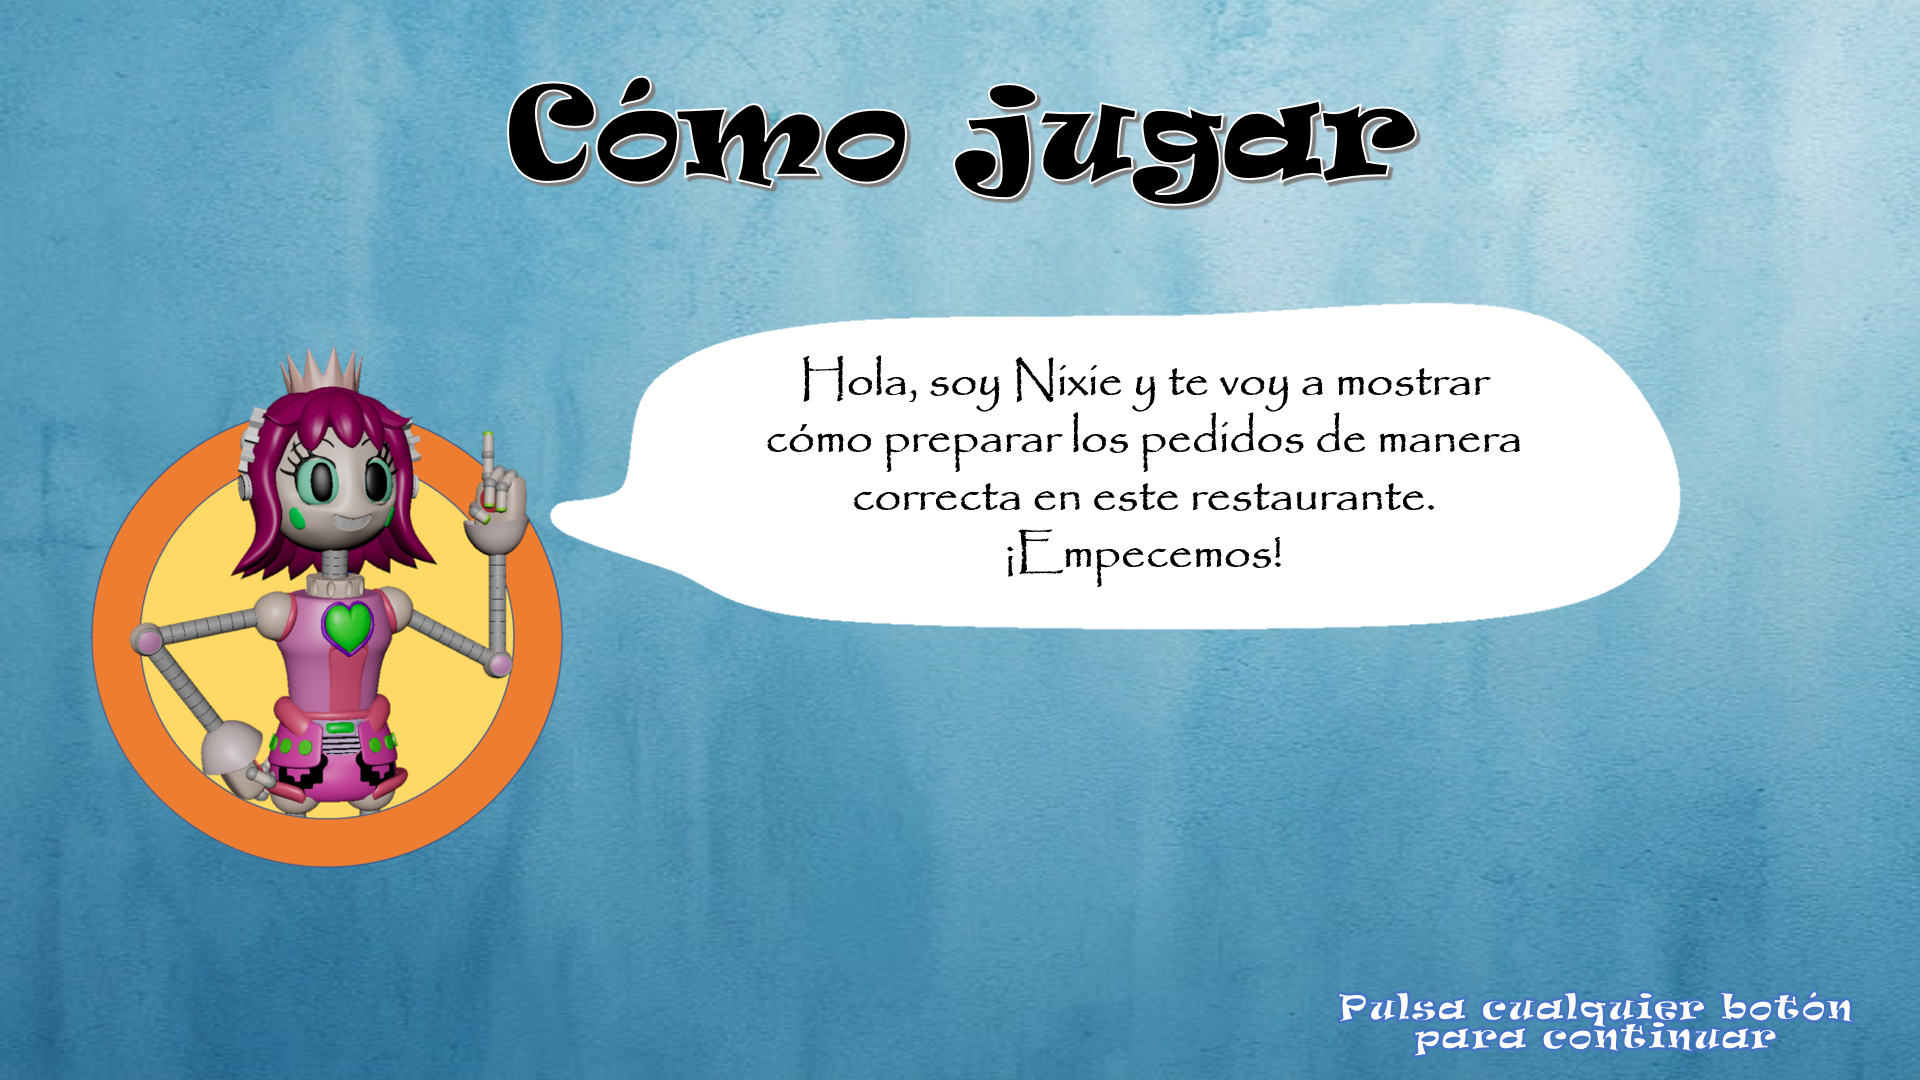 Cómo jugar
Hola, soy Nixie y te voy a mostrar
cómo preparar los pedidos de manera
correcta en este restaurante.
¡Empecemos!
Pulsa cualquier botón
para continuar